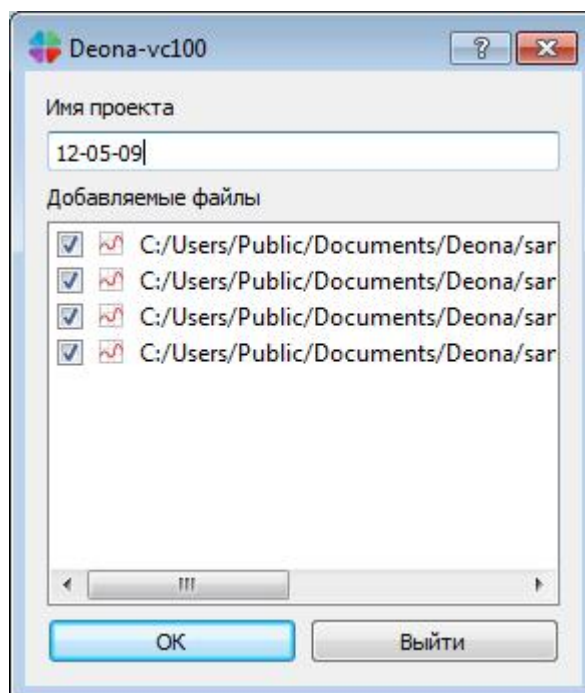 Deona-vc100
Имя проекта
12-05-09
Добавляемые файлы
C:/Users/Public/Documents/Deona/sar
C:/Users/Public/Documents/Deona/sar
C:/Users/Public/Documents/Deona/sar
C:/Users/Public/Documents/Deona/sar
OK Выйти